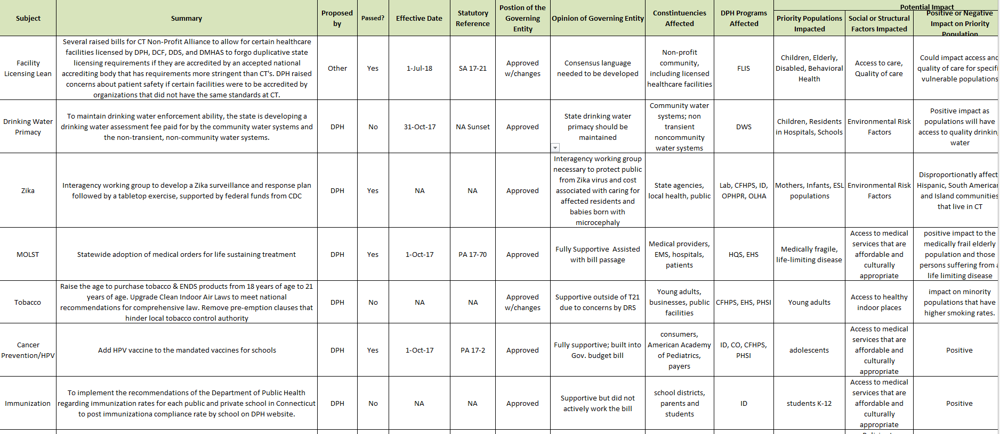 Subject
Summary
Proposed
by
Passed?
Effective Date
Statutory
Reference
Postion of the
Governing
Entity
Opinion of Governing Entity
Constintuencies
Affected
DPH Programs
Affected
Potential Impact
Priority Populations
Impacted
Social or Structural
Factors Impacted
Positive or Negative
Impact on Priority
Population
Facility
Licensing Lean
Several raised bills for CT Non-Profit Alliance to allow for certain healthcare
facilities licensed by DPH, DCF, DDS, and DMHAS to forgo duplicative state
licensing requirements if they are accredited by an accepted national
accrediting body that has requirements more stringent than CT's. DPH raised
concerns about patient safety if certain facilities were to be accredited by
organizations that did not have the same standards at CT.
Other
Yes
1-Jul-18
SA 17-21
Approved
w/changes
Consensus language
needed to be developed
Non-profit
community,
including licensed
healthcare facilities
FLIS
Children, Elderly,
Disabled, Behavioral
Health
Access to care,
Quality of care
Could impact access and
quality of care for specifi
vulnerable populations
Drinking Water
Primacy
To maintain drinking water enforcement ability, the state is developing a
drinking water assessment fee paid for by the community water systems and
the non-transient, non-community water systems.
DPH
No
31-Oct-17
NA Sunset
Approved
State drinking water
primacy should be
maintained
Community water
systems; non
transient
noncommunity
water systems
DWS
Children, Residents
in Hospitals, Schools
Environmental Risk
Factors
Positive impact as
populations will have
access to quality drinkin
water
Zika
Interagency working group to develop a Zika surveillance and response plan
followed by a tabletop exercise, supported by federal funds from CDC
DPH
Yes
NA
NA
Approved
Interagency working group
necessary to protect public
from Zika virus and cost
associated with caring for
affected residents and
babies born with
microcephaly
State agencies,
local health, public
Lab, CFHPS, ID,
OPHPR, OLHA
Mothers, Infants, ESL
populations
Environmental Risk
Factors
Disproportionatly affect
Hispanic, South American
and Island communities
that live in CT
MOLST
Statewide adoption of medical orders for life sustaining treatment
DPH
Yes
1-Oct-17
PA 17-70
Approved
Fully Supportive Assisted
with bill passage
Medical providers,
EMS, hospitals,
patients
HQS, EHS
Medically fragile,
life-limiting disease
Access to medical
services that are
affordable and
culturally
appropriate
positive impact to the
medically frail elderly
population and those
persons suffering from a
life limiting disease
Tobacco
Raise the age to purchase tobacco & ENDS products from 18 years of age to 21
years of age. Upgrade Clean Indoor Air Laws to meet national
recommendations for comprehensive law. Remove pre-emption clauses that
hinder local tobacco control authority
DPH
No
NA
NA
Approved
w/changes
Supportive outside of T21
due to concerns by DRS
Young adults,
businesses, public
facilities
CFHPS, EHS, PHSI
Young adults
Access to healthy
indoor places
impact on minority
populations that have
higher smoking rates.
Cancer
Prevention/HPV
Add HPV vaccine to the mandated vaccines for schools
DPH
Yes
1-Oct-17
PA 17-2
Approved
Fully supportive; built into
Gov. budget bill
consumers,
American Academy
of Pediatrics,
payers
ID, CO, CFHPS,
PHSI
adolescents
Access to medical
services that are
affordable and
culturally
appropriate
Positive
Immunization
To implement the recommendations of the Department of Public Health
regarding immunization rates for each public and private school in Connecticut
to post immunizationa compliance rate by school on DPH website.
DPH
No
NA
NA
Approved
Supportive but did not
actively work the bill
school districts,
parents and
students
ID
students K-12
Access to medical
services that are
affordable and
culturally
appropriate
Positive